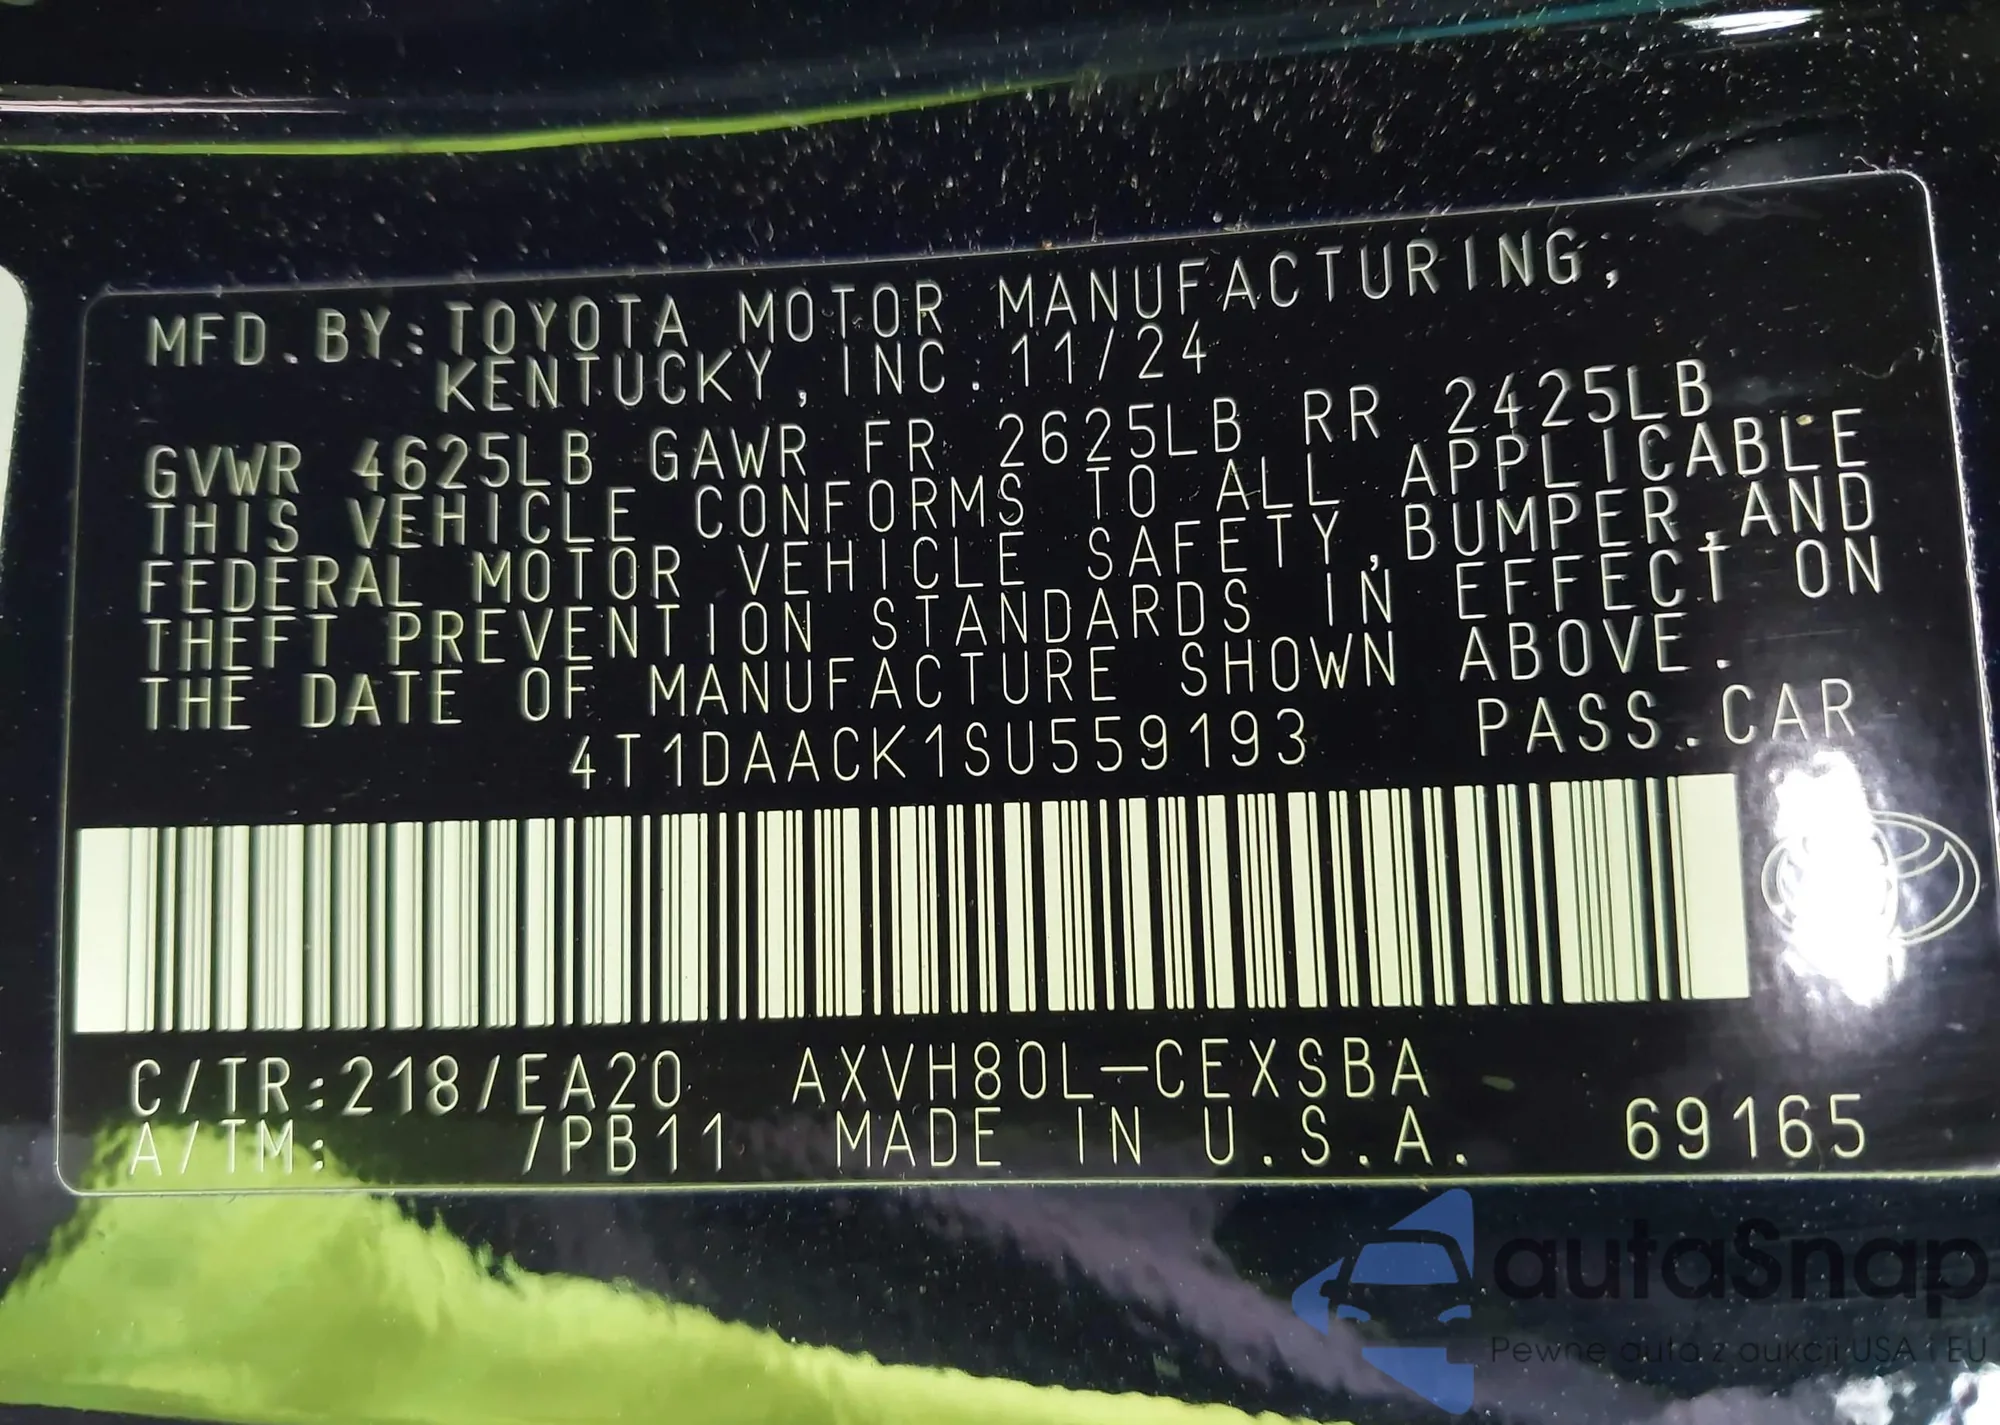 MFD.BY:TOYOTA MOTOR MANUFACTURING,
KENTUCKY,INC.11/24
GVWR 4625LB GAWR FR 2625LB RR 2425LB
THIS VEHICLE CONFORMS TO ALL APPLICABLE
FEDERAL MOTOR VEHICLE SAFETY,BUMPER,AND
THEFT PREVENTION STANDARDS IN EFFECT ON
THE DATE OF MANUFACTURE SHOWN ABOVE.
4T1DAACK1SU559193 PASS.CAR
C/TR:218/EA20 AXVH80L-CEXSBA
A/TM: /PB11 MADE IN U.S.A. 69165
autaSnap
Pewne auta z aukcji USA i EU